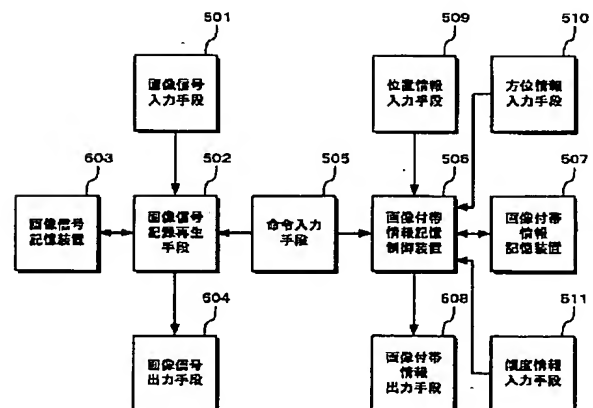 501
509
510
画像信号
入力手段
位置情報
入力手段
方位情報
入力手段
503
502
505
506
507
画像信号
記憶装置
画像信号
記録再生
手段
命令入力
手段
画像付帯
情報記憶
制御装置
画像付帯
情報
記憶装置
504
508
511
画像信号
出力手段
画像付帯
情報
出力手段
傾度情報
入力手段